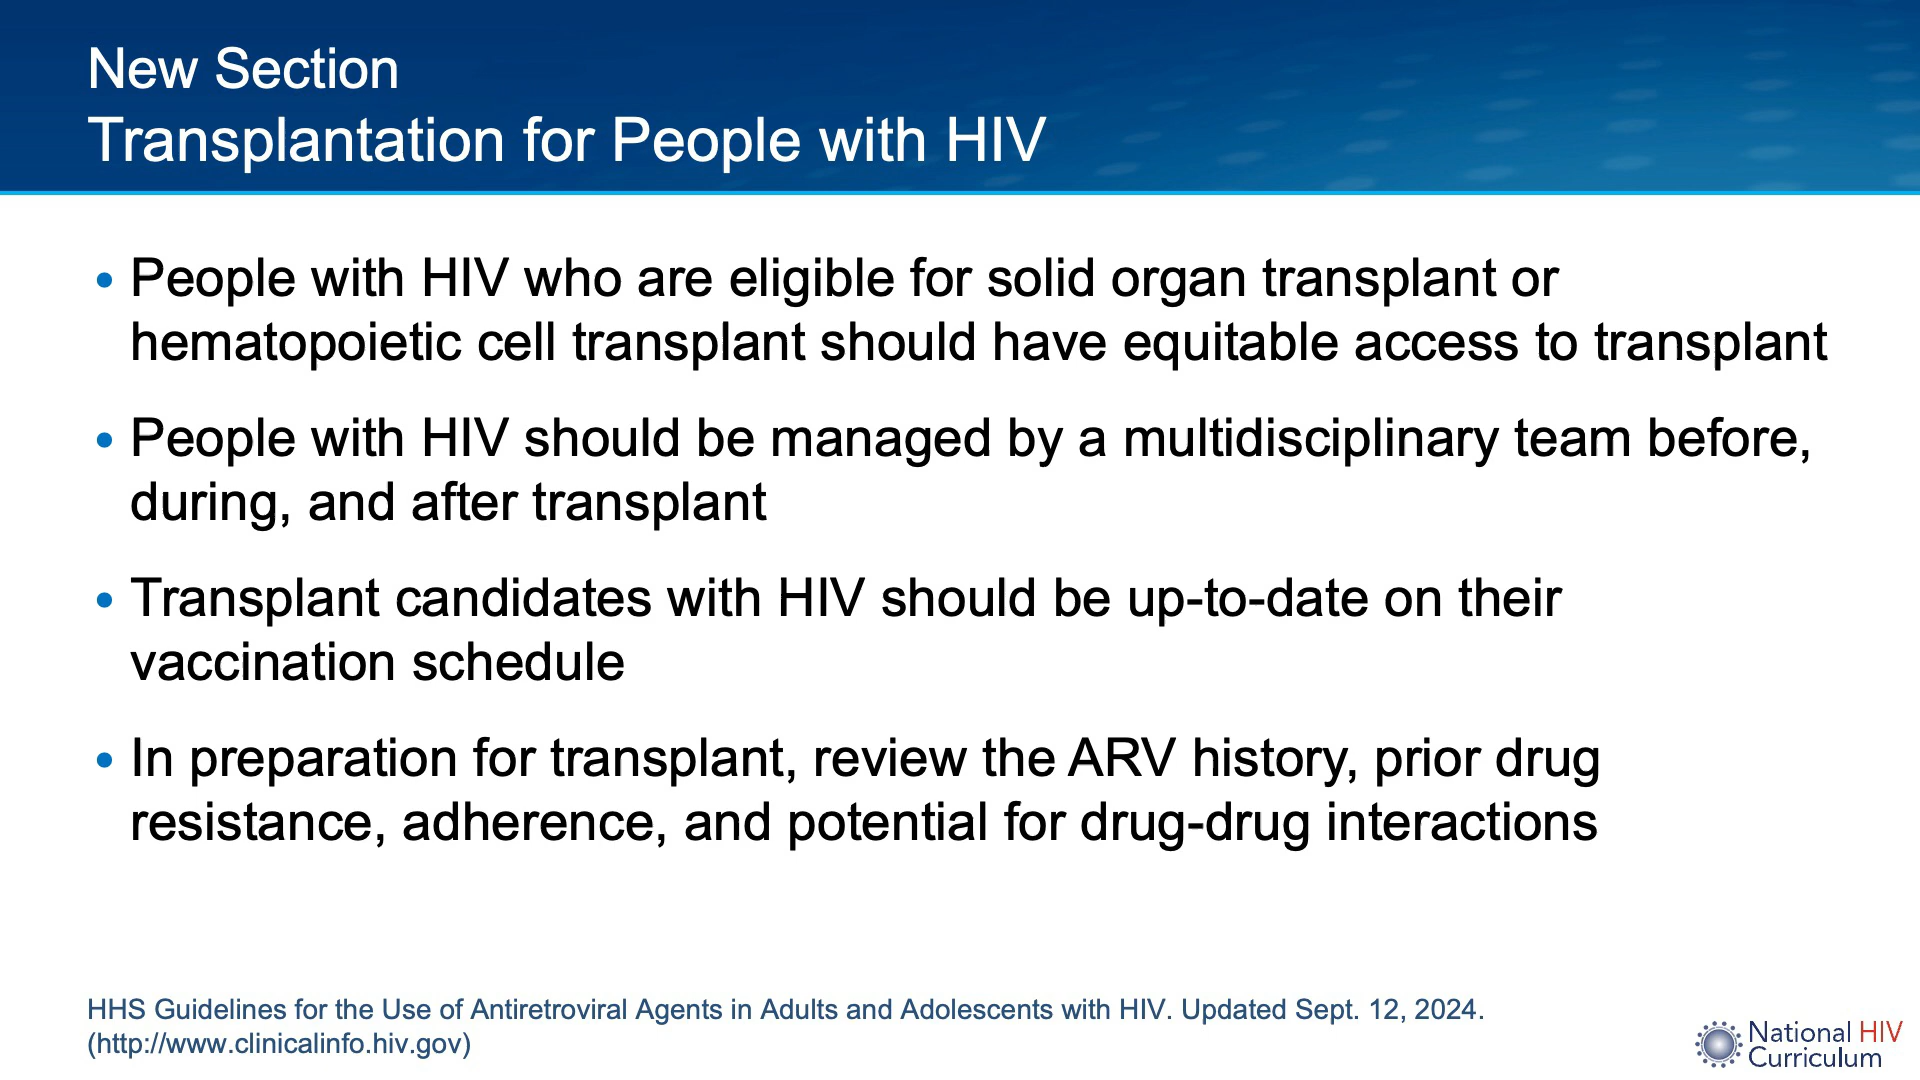 New Section
Transplantation for People with HIV
• People with HIV who are eligible for solid organ transplant or
hematopoietic cell transplant should have equitable access to transplant
• People with HIV should be managed by a multidisciplinary team before,
during, and after transplant
• Transplant candidates with HIV should be up-to-date on their
vaccination schedule
• In preparation for transplant, review the ARV history, prior drug
resistance, adherence, and potential for drug-drug interactions
HHS Guidelines for the Use of Antiretroviral Agents in Adults and Adolescents with HIV. Updated Sept. 12, 2024.
(http://www.clinicalinfo.hiv.gov)
National HIV
Curriculum